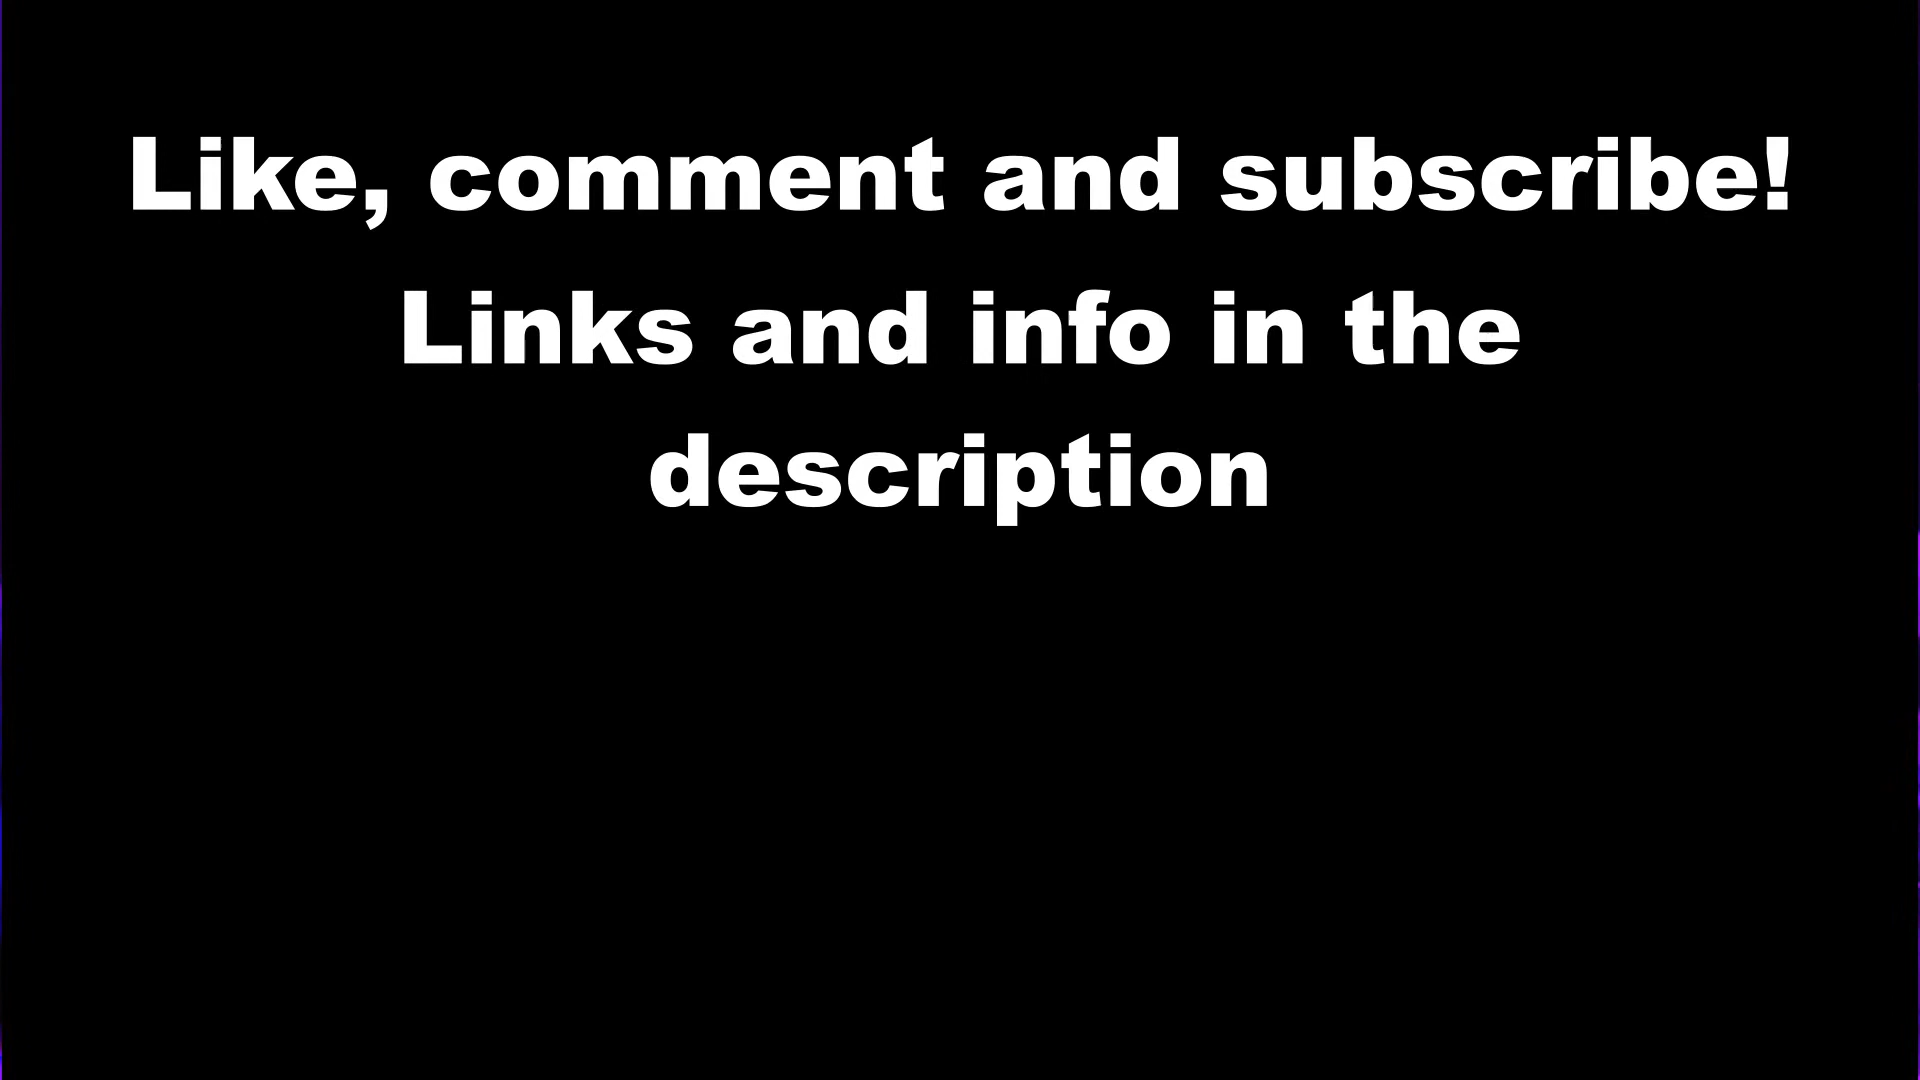 Like, comment and subscribe!
Links and info in the
description